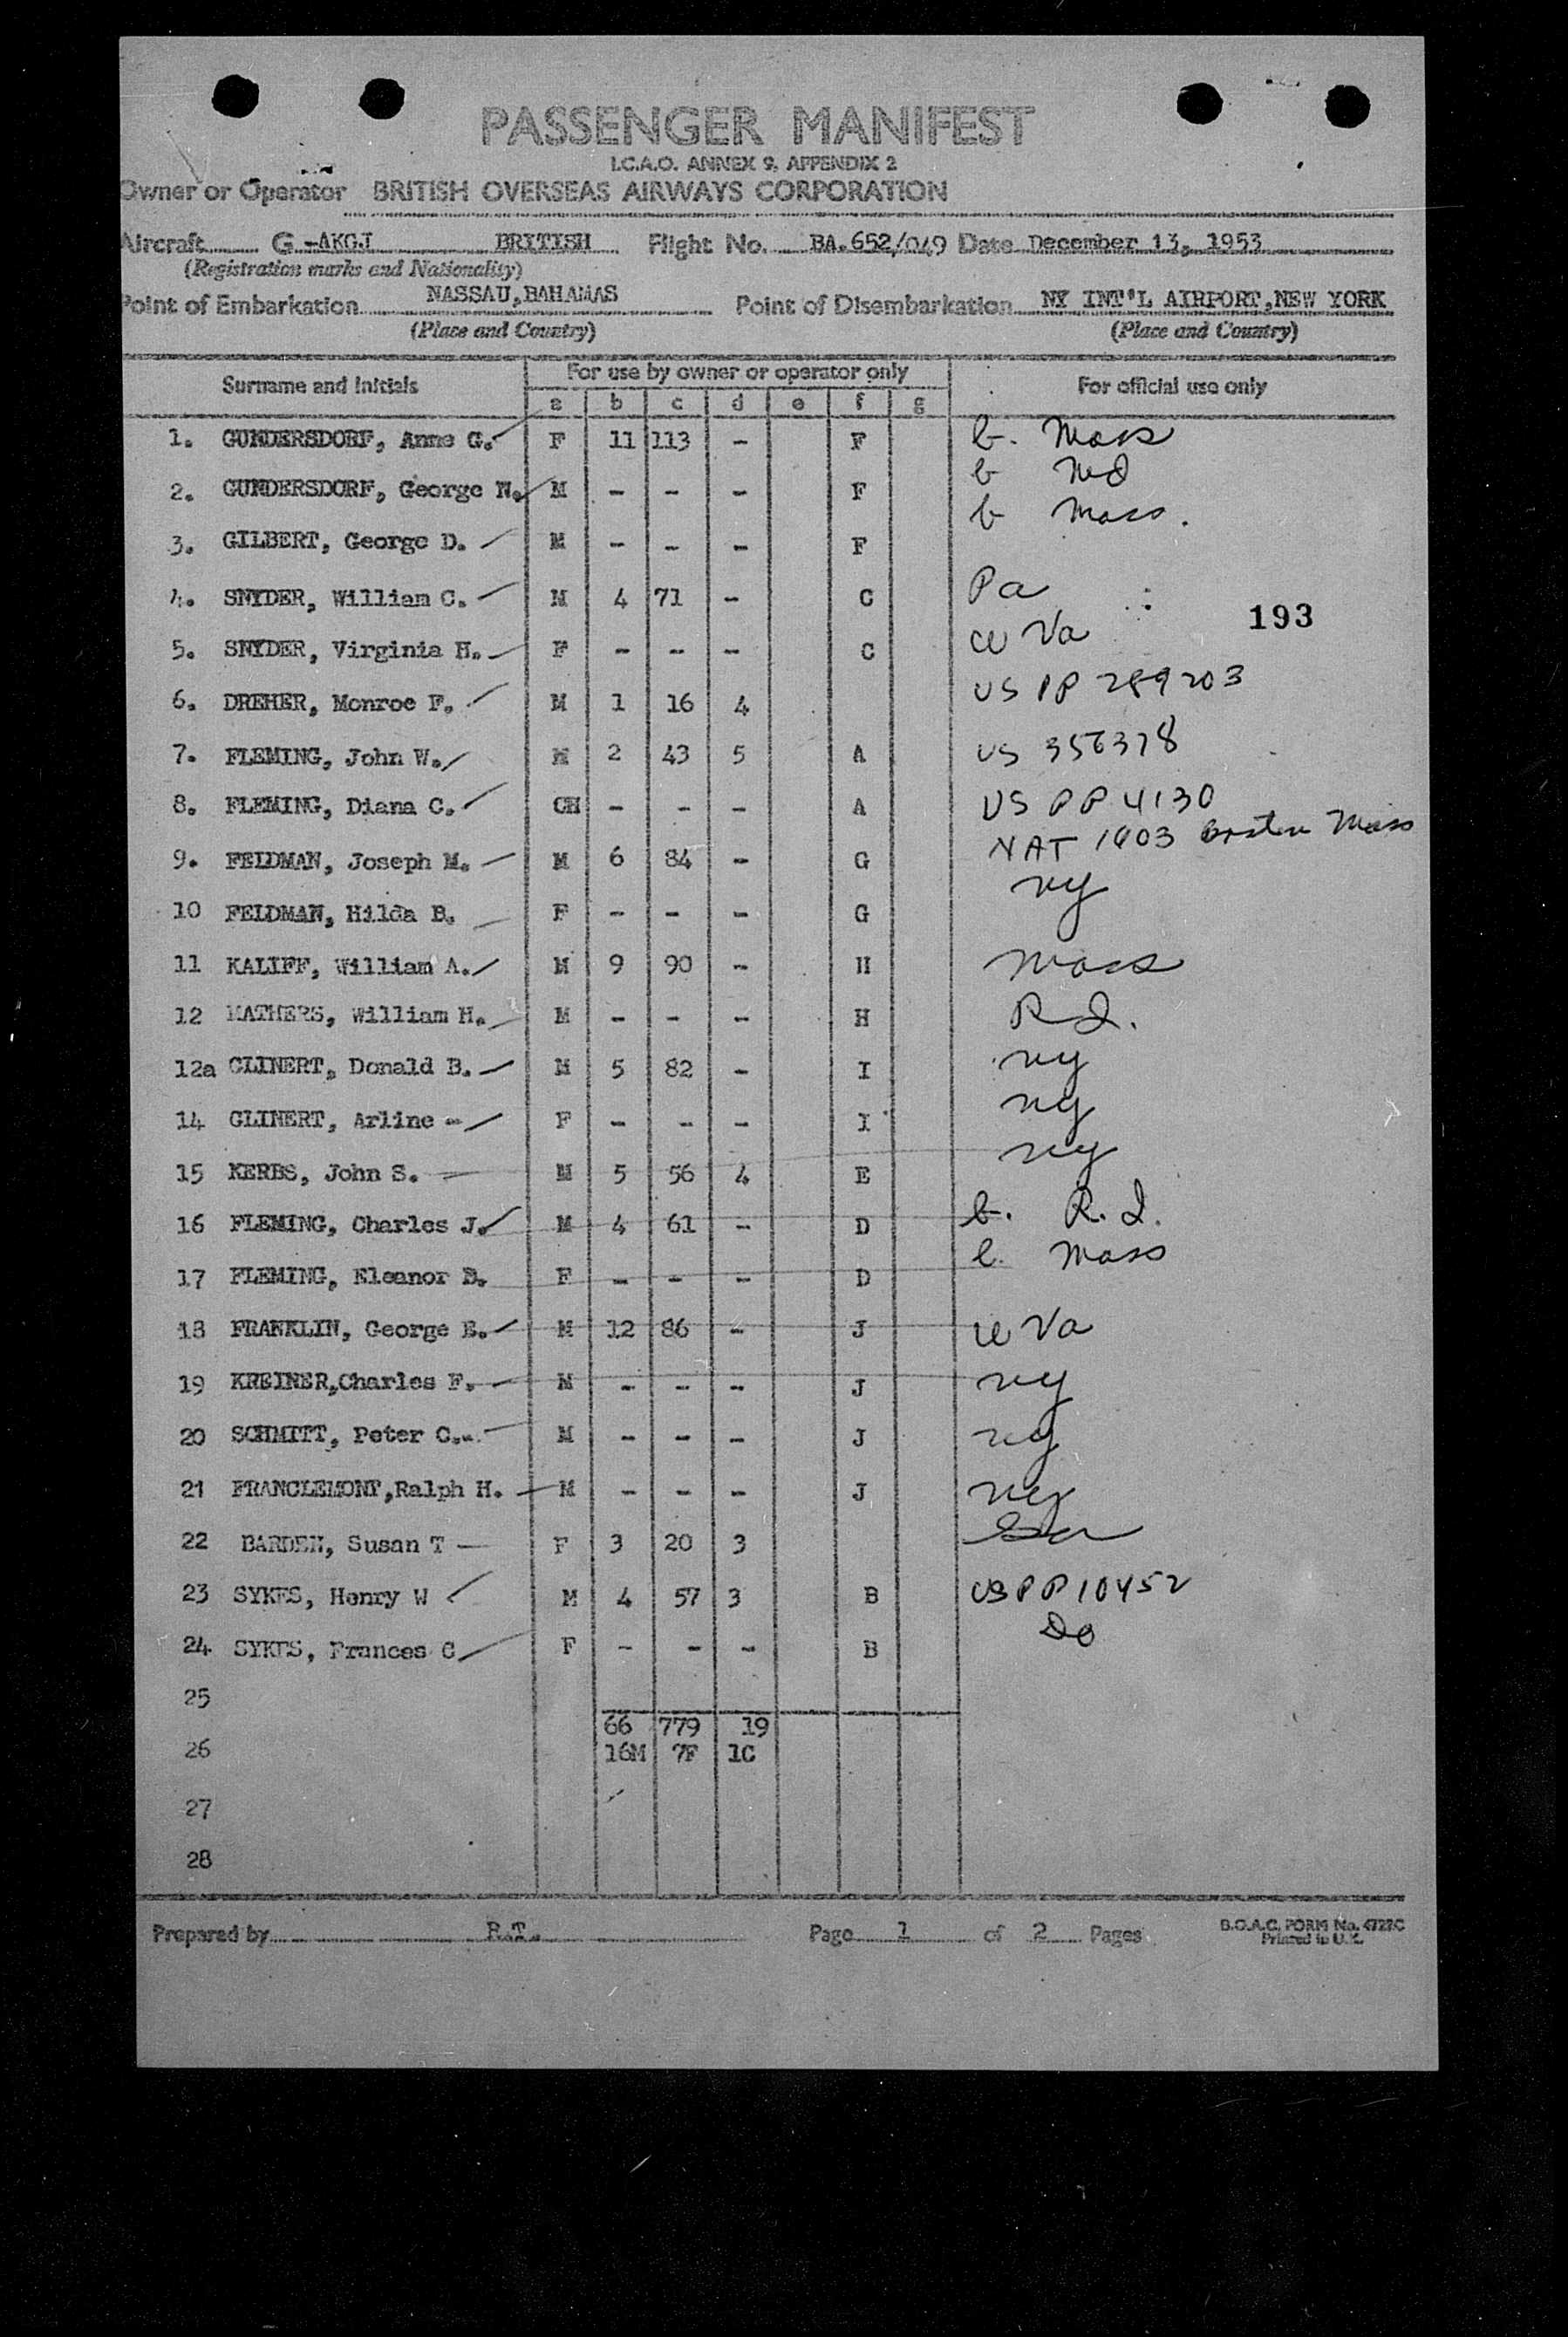 PASSENGER MANIFEST
I.C.A.O. ANNEX 9, APPENDIX 2
Owner or Operator BRITISH OVERSEAS AIRWAYS CORPORATION
Aircraft G-AKGJ BRITISH Flight No. BA.652/049 Date December 13, 1953
(Registration marks and Nationality)
Point of Embarkation NASSAU,BAHAMAS Point of Disembarkation NY INT'L AIRPORT,NEW YORK
(Place and Country) (Place and Country)
Surname and Initials For use by owner or operator only For official use only
a b c d e f g
1. GUNDERSDORF, Anne G. F 11 113 - F b. Mass
2. GUNDERSDORF, George N. M - - - F b Md
3. GILBERT, George D. M - - - F b Mass.
4. SNYDER, William C. M 4 71 - C Pa
193
5. SNYDER, Virginia H. F - - - C W Va
6. DREHER, Monroe F. M 1 16 4 US PP 289203
7. FLEMING, John W. M 2 43 5 A US 356378
8. FLEMING, Diana C. CH - - - A US PP 4130
9. FELDMAN, Joseph M. M 6 84 - G NAT 1903 Boston Mass
10 FELDMAN, Hilda B. F - - - G NY
11 KALIFF, William A. M 9 90 - H Mass
12 MATHERS, William H. M - - - H R I.
12a CLINERT, Donald B. M 5 82 - I NY
14 CLINERT, Arline - F - - - I NY
15 KERBS, John S. M 5 56 4 E NY
16 FLEMING, Charles J. M 4 61 - D b. R. I.
17 FLEMING, Eleanor B. F - - - D b. Mass
18 FRANKLIN, George E. M 12 86 - J W Va
19 KREINER,Charles F. M - - - J NY
20 SCHMITT, Peter C. M - - - J NY
21 FRANCLEMONT,Ralph H. M - - - J NY
22 BARDEN, Susan T F 3 20 3
23 SYKES, Henry W M 4 57 3 B US PP 10452
24 SYKES, Frances C F - - - B Do
25
66 779 19
26 16M 7F 1C
27
28
Prepared by R.T. Page 1 of 2 Pages B.O.A.C. FORM No. 4727C
Printed in U.K.